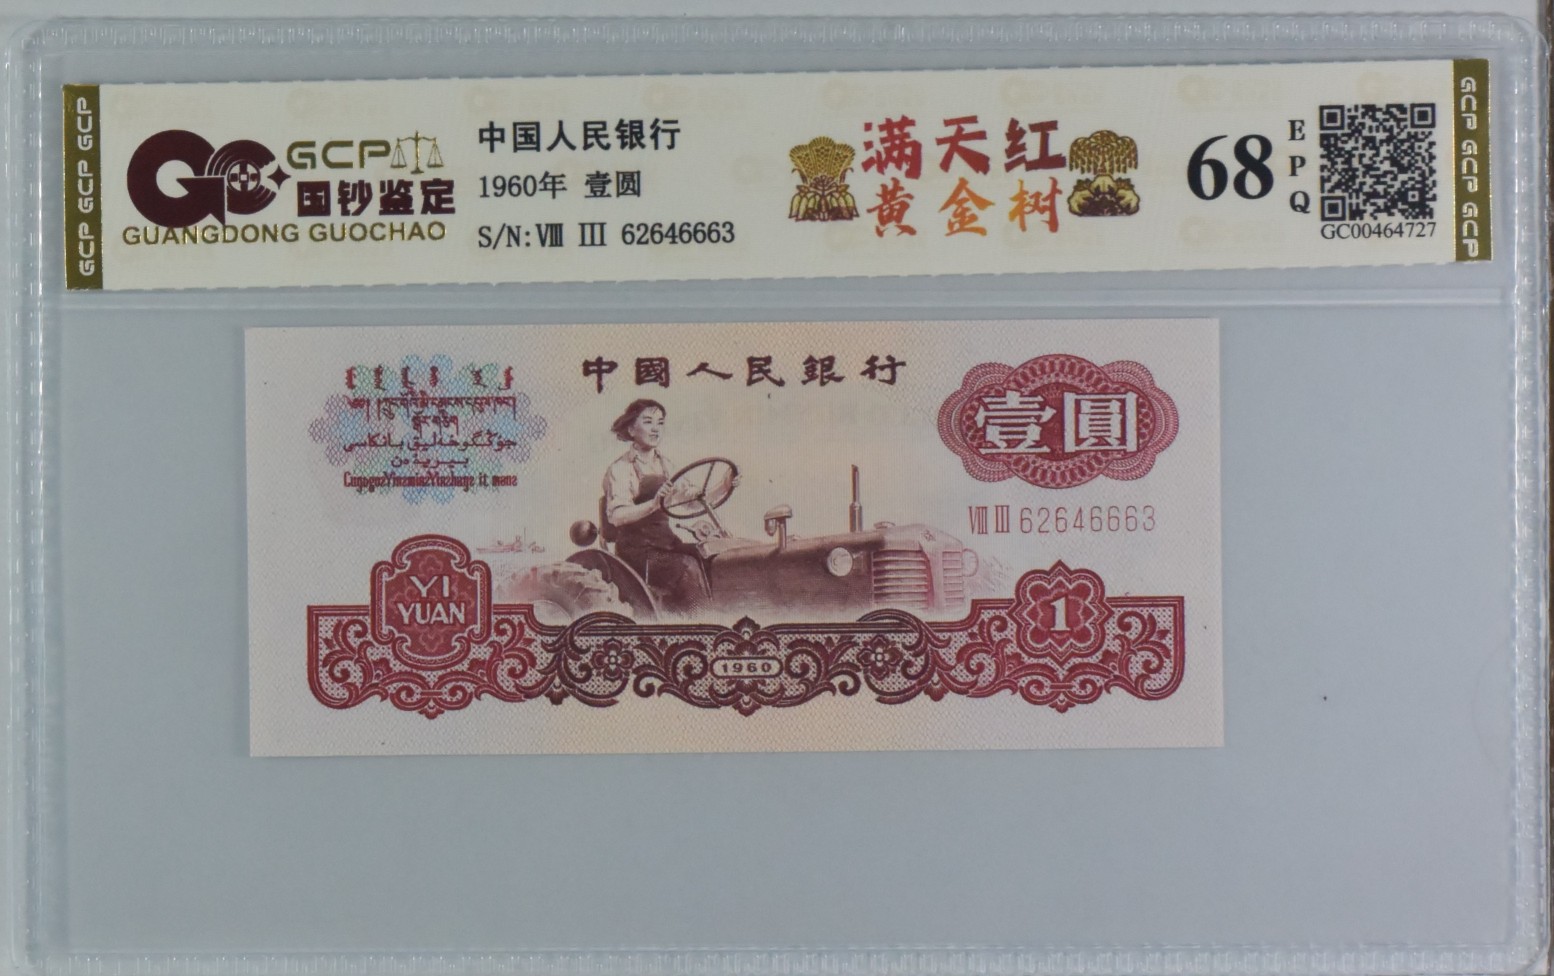 GCP GCP GCP
GCP
国钞鉴定
GUANGDONG GUOCHAO
中国人民银行
1960年 壹圆
S/N:Ⅷ Ⅲ 62646663
满天红
黄金树
68
EPQ
GC00464727
GCP GCP GCP
中國人民銀行
壹圓
Ⅷ Ⅲ 62646663
YI
YUAN
1960
1